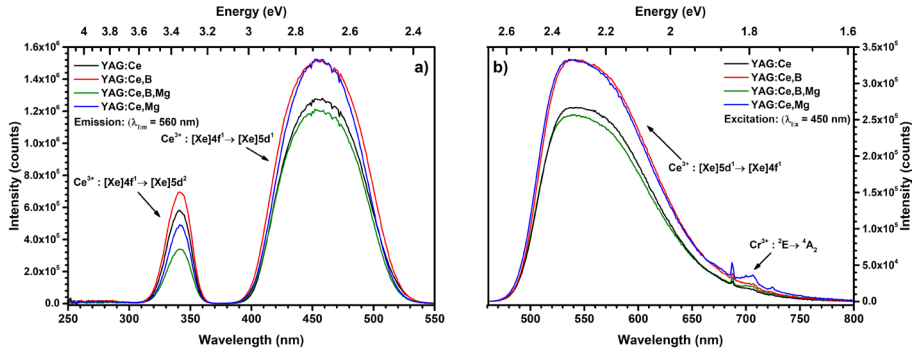 Energy (eV)
4 3.8 3.6 3.4 3.2 3 2.8 2.6 2.4
1.6x10⁶
1.4x10⁶
1.2x10⁶
1.0x10⁶
8.0x10⁵
6.0x10⁵
4.0x10⁵
2.0x10⁵
0.0
Intensity (counts)
YAG:Ce
YAG:Ce,B
YAG:Ce,B,Mg
YAG:Ce,Mg
Emission: (λ_Em = 560 nm)
a)
Ce³⁺: [Xe]4f¹→[Xe]5d¹
Ce³⁺: [Xe]4f¹→[Xe]5d²
250 300 350 400 450 500 550
Wavelength (nm)
Energy (eV)
2.6 2.4 2.2 2 1.9 1.8 1.7 1.6
b)
YAG:Ce
YAG:Ce,B
YAG:Ce,B,Mg
YAG:Ce,Mg
Excitation: (λ_Ex = 450 nm)
Ce³⁺: [Xe]5d¹→[Xe]4f¹
Cr³⁺: ²E→ ⁴A₂
3.5x10⁵
3.0x10⁵
2.5x10⁵
2.0x10⁵
1.5x10⁵
1.0x10⁵
5.0x10⁴
0.0
Intensity (counts)
500 550 600 650 700 750 800
Wavelength (nm)